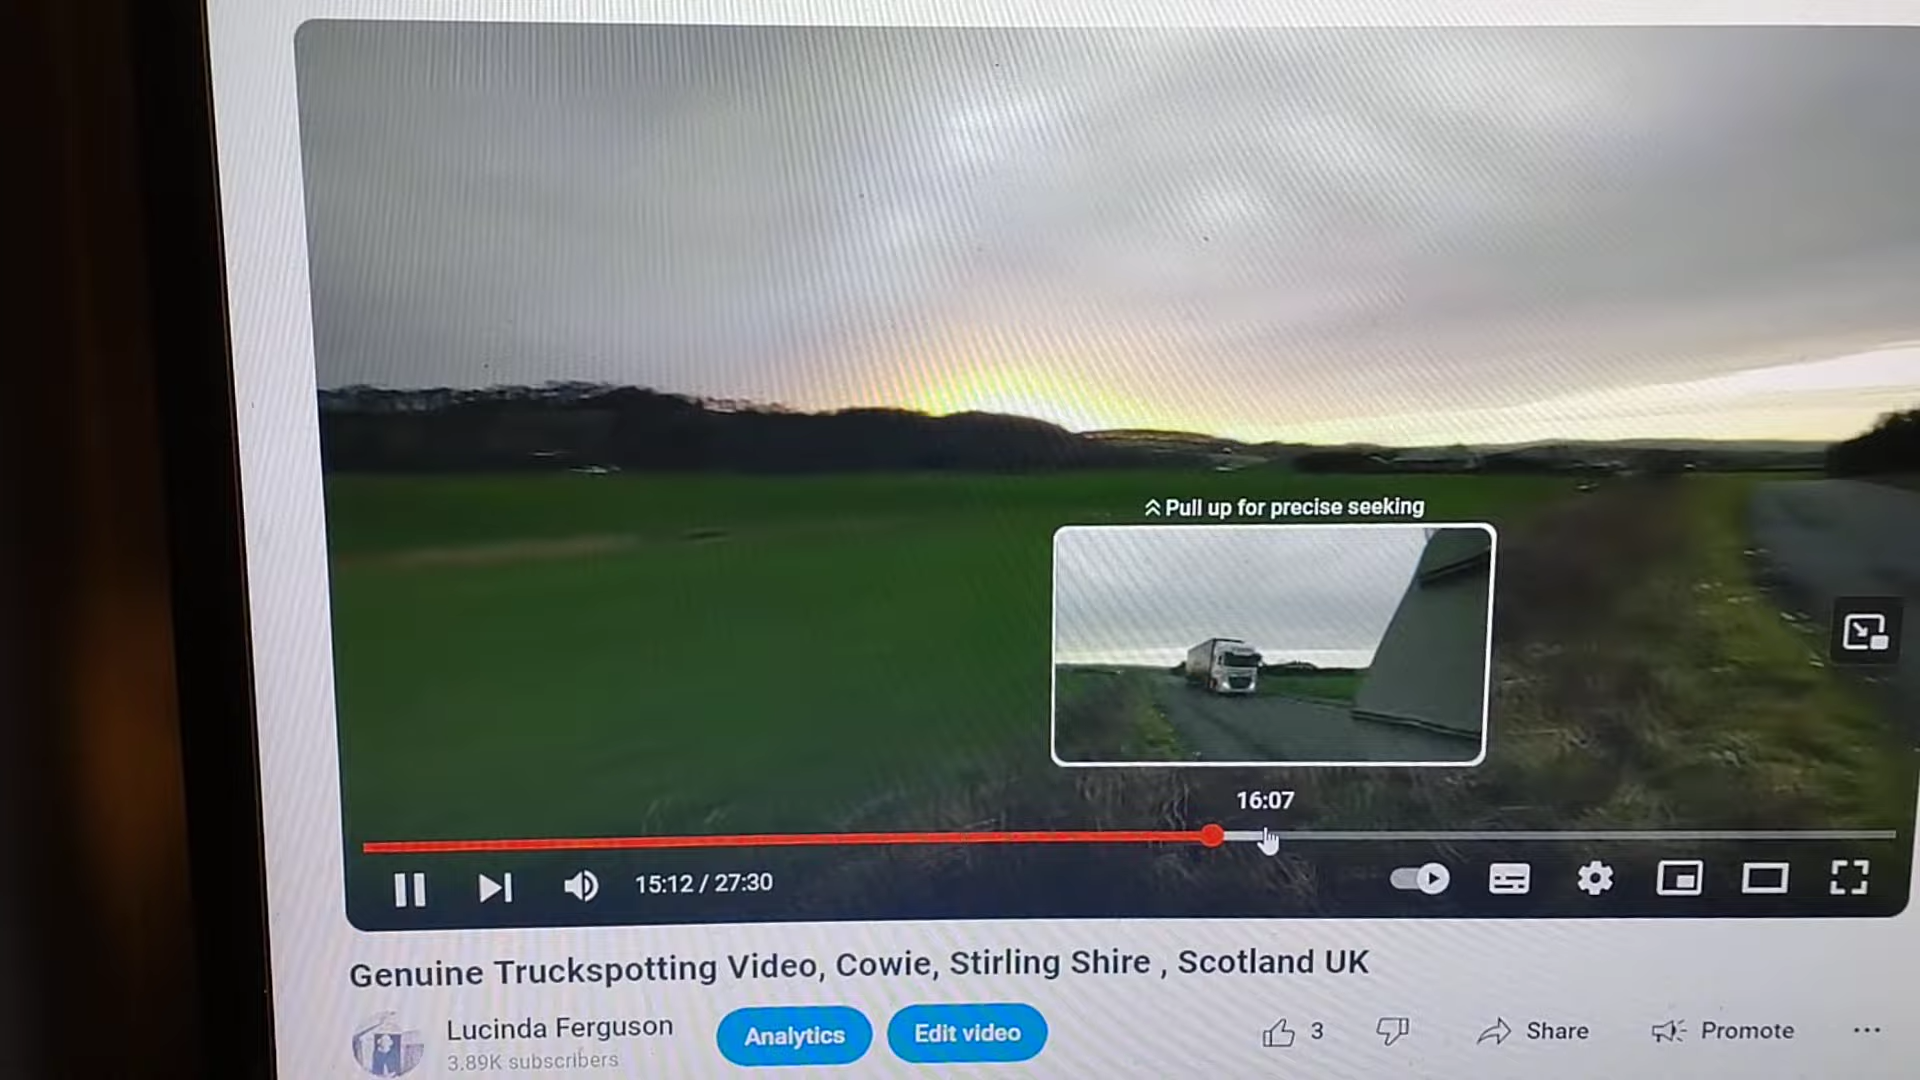 Pull up for precise seeking
16:07
15:12 / 27:30
Genuine Truckspotting Video, Cowie, Stirling Shire , Scotland UK
Lucinda Ferguson
3.89K subscribers
Analytics
Edit video
3
Share
Promote